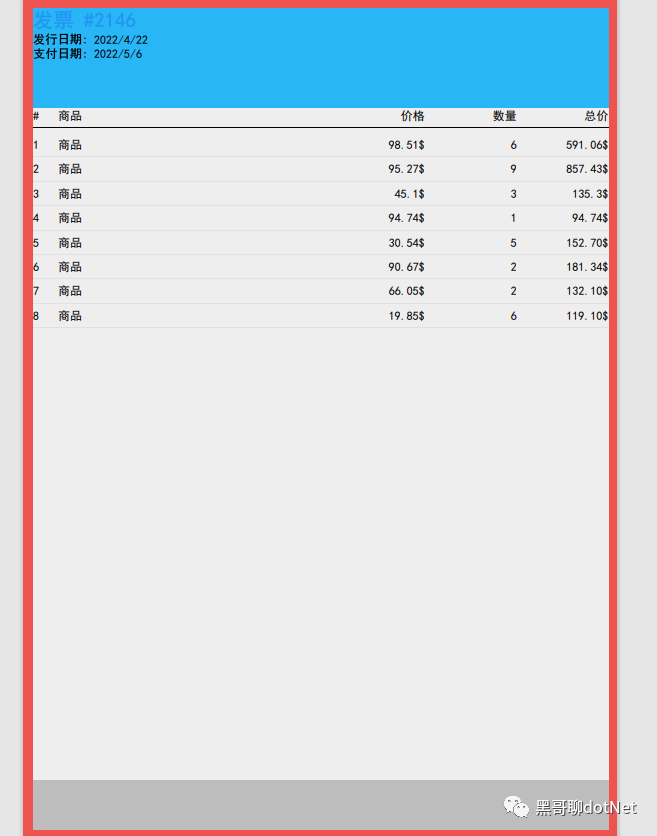 发票 #2146
发行日期: 2022/4/22
支付日期: 2022/5/6
# 商品 价格 数量 总价
1 商品 98.51$ 6 591.06$
2 商品 95.27$ 9 857.43$
3 商品 45.1$ 3 135.3$
4 商品 94.74$ 1 94.74$
5 商品 30.54$ 5 152.70$
6 商品 90.67$ 2 181.34$
7 商品 66.05$ 2 132.10$
8 商品 19.85$ 6 119.10$
黑哥聊dotNet